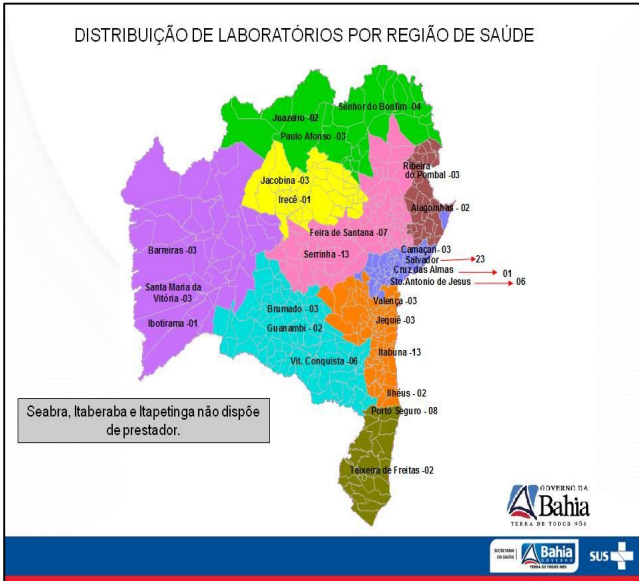 DISTRIBUIÇÃO DE LABORATÓRIOS POR REGIÃO DE SAÚDE
Senhor do Bonfim -04
Juazeiro -02
Paulo Afonso -03
Ribeira
do Pombal -03
Jacobina -03
Irecê -01
Alagoinhas - 02
Feira de Santana -07
Barreiras -03
Serrinha -13
Camaçari - 03
Salvador 23
Cruz das Almas 01
Sto.Antonio de Jesus 06
Santa Maria da
Vitória -03
Valença -03
Ibotirama -01
Brumado - 03
Guanambi - 02
Jequié -03
Vit. Conquista -06
Itabuna -13
Ilhéus - 02
Porto Seguro - 08
Seabra, Itaberaba e Itapetinga não dispõe
de prestador.
Teixeira de Freitas -02
GOVERNO DA
Bahia
TERRA DE TODOS NÓS
SECRETARIA
DA SAÚDE
Bahia
GOVERNO
TERRA DE TODOS NÓS
SUS